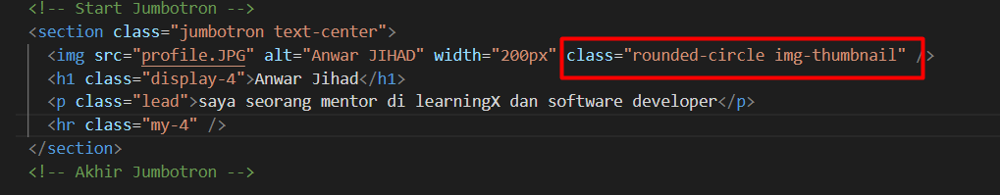 <!-- Start Jumbotron -->
<section class="jumbotron text-center">
<img src="profile.JPG" alt="Anwar JIHAD" width="200px" class="rounded-circle img-thumbnail" />
<h1 class="display-4">Anwar Jihad</h1>
<p class="lead">saya seorang mentor di learningX dan software developer</p>
<hr class="my-4" />
</section>
<!-- Akhir Jumbotron -->